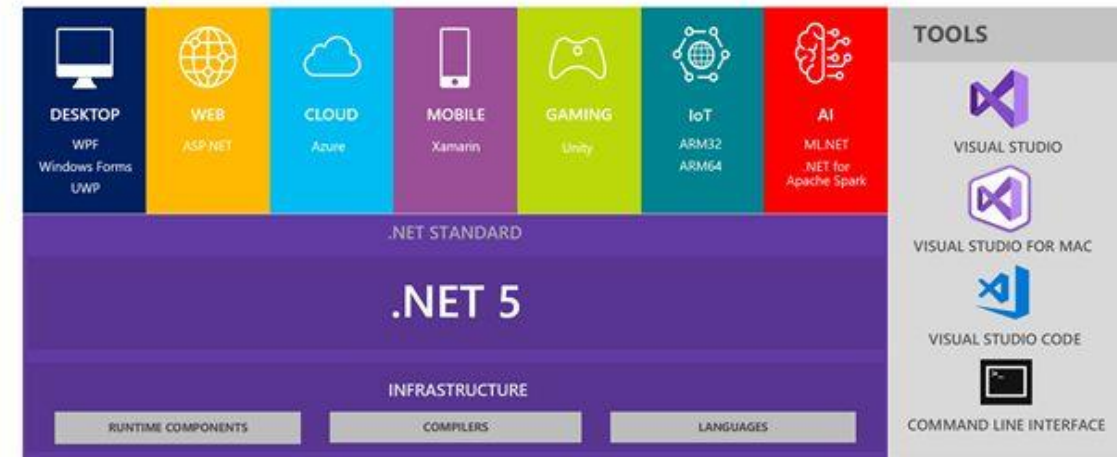 DESKTOP
WPF
Windows Forms
UWP
WEB
ASP.NET
CLOUD
Azure
MOBILE
Xamarin
GAMING
Unity
IoT
ARM32
ARM64
AI
ML.NET
.NET for
Apache Spark
.NET STANDARD
.NET 5
INFRASTRUCTURE
RUNTIME COMPONENTS
COMPILERS
LANGUAGES
TOOLS
VISUAL STUDIO
VISUAL STUDIO FOR MAC
VISUAL STUDIO CODE
COMMAND LINE INTERFACE